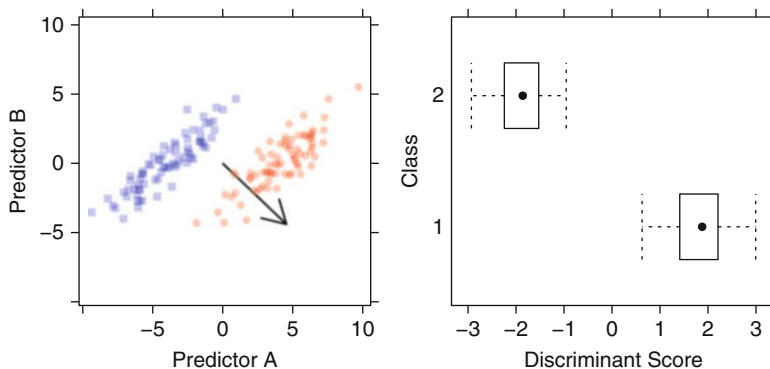 10
5
0
−5
Predictor B
−5 0 5 10
Predictor A
2
1
Class
−3 −2 −1 0 1 2 3
Discriminant Score